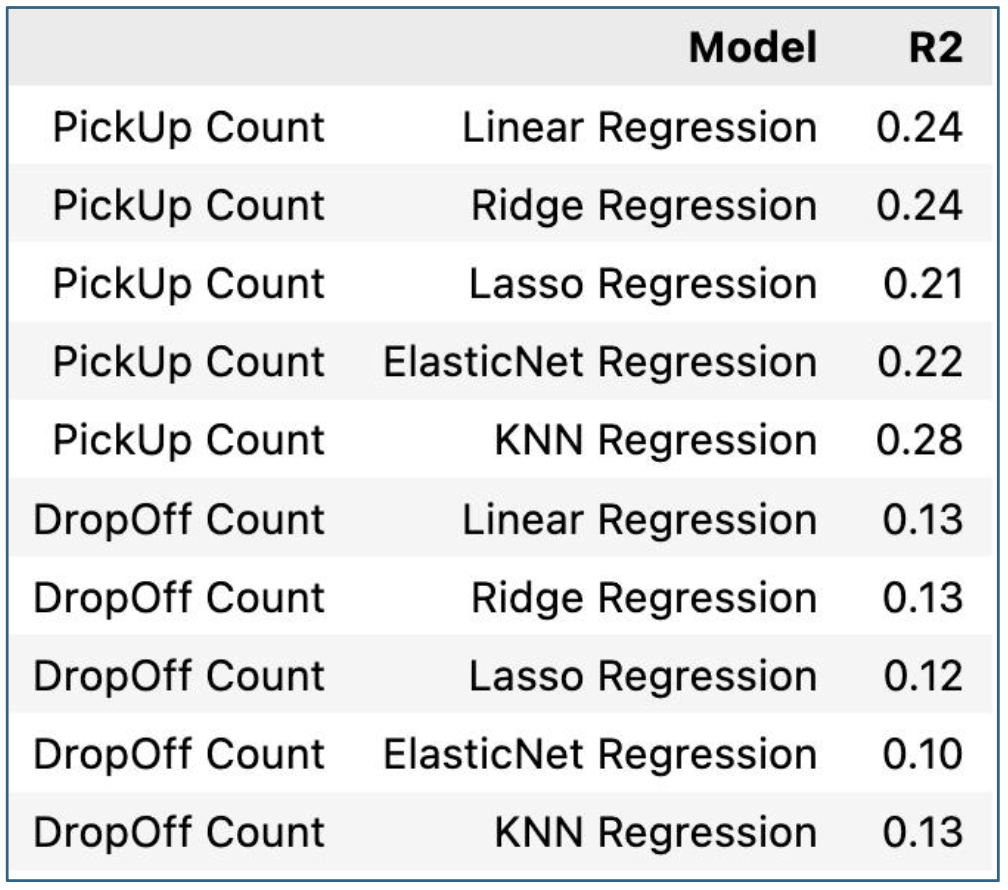 Model R2
PickUp Count Linear Regression 0.24
PickUp Count Ridge Regression 0.24
PickUp Count Lasso Regression 0.21
PickUp Count ElasticNet Regression 0.22
PickUp Count KNN Regression 0.28
DropOff Count Linear Regression 0.13
DropOff Count Ridge Regression 0.13
DropOff Count Lasso Regression 0.12
DropOff Count ElasticNet Regression 0.10
DropOff Count KNN Regression 0.13